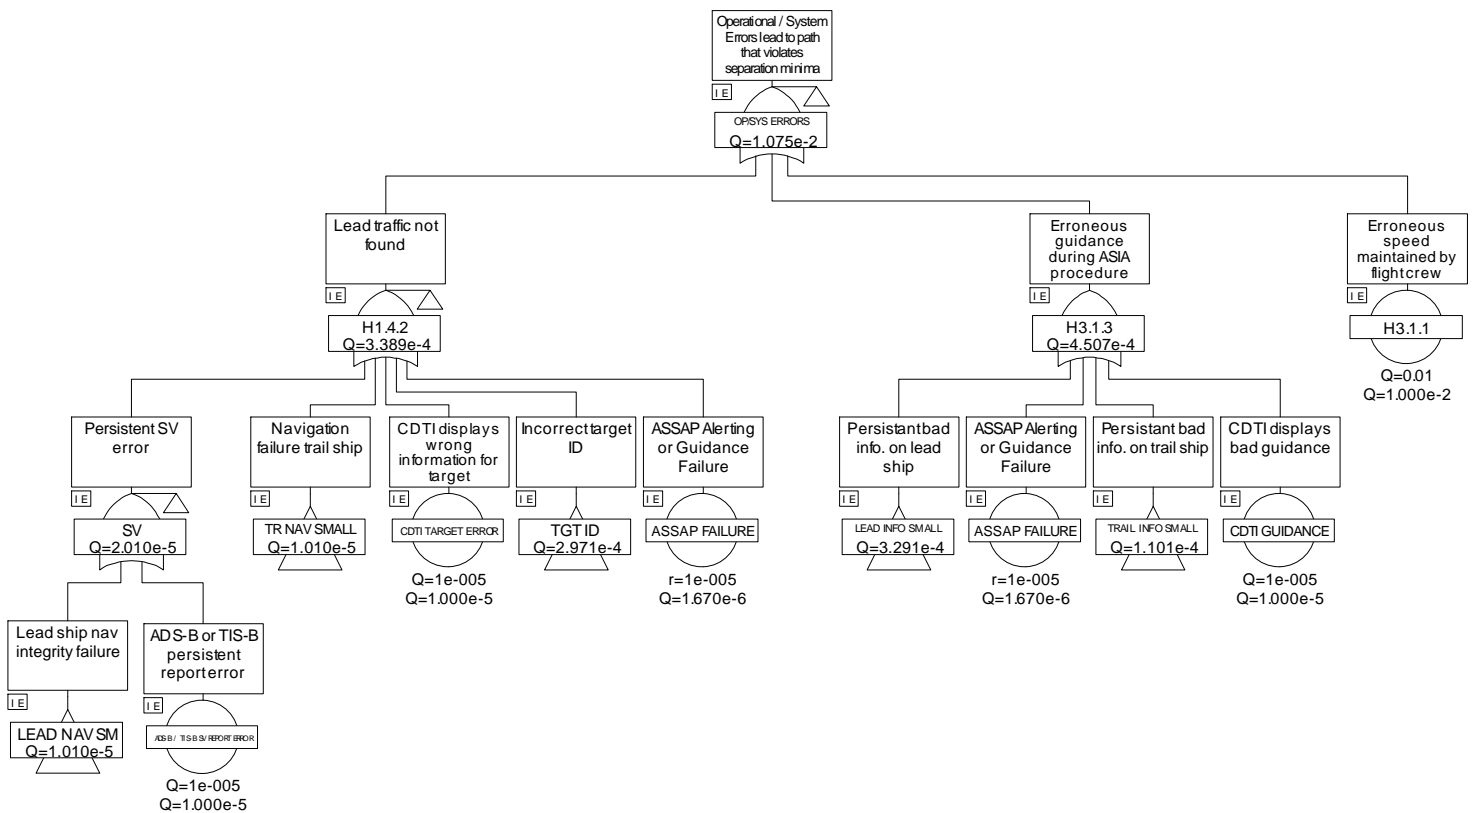 Operational / System
Errors lead to path
that violates
separation minima
I E
OP/SYS ERRORS
Q=1.075e-2
Lead traffic not
found
I E
H1.4.2
Q=3.389e-4
Erroneous
guidance
during ASIA
procedure
I E
H3.1.3
Q=4.507e-4
Erroneous
speed
maintained by
flightcrew
I E
H3.1.1
Q=0.01
Q=1.000e-2
Persistent SV
error
I E
SV
Q=2.010e-5
Navigation
failure trail ship
I E
TR NAV SMALL
Q=1.010e-5
CDTI displays
wrong
information for
target
I E
CDTI TARGET ERROR
Q=1e-005
Q=1.000e-5
Incorrect target
ID
I E
TGT ID
Q=2.971e-4
ASSAP Alerting
or Guidance
Failure
I E
ASSAP FAILURE
r=1e-005
Q=1.670e-6
Persistant bad
info. on lead
ship
I E
LEAD INFO SMALL
Q=3.291e-4
ASSAP Alerting
or Guidance
Failure
I E
ASSAP FAILURE
r=1e-005
Q=1.670e-6
Persistant bad
info. on trail ship
I E
TRAIL INFO SMALL
Q=1.101e-4
CDTI displays
bad guidance
I E
CDTI GUIDANCE
Q=1e-005
Q=1.000e-5
Lead ship nav
integrity failure
I E
LEAD NAV SM
Q=1.010e-5
ADS-B or TIS-B
persistent
report error
I E
ADS-B / TIS-B SV REPORT ERROR
Q=1e-005
Q=1.000e-5